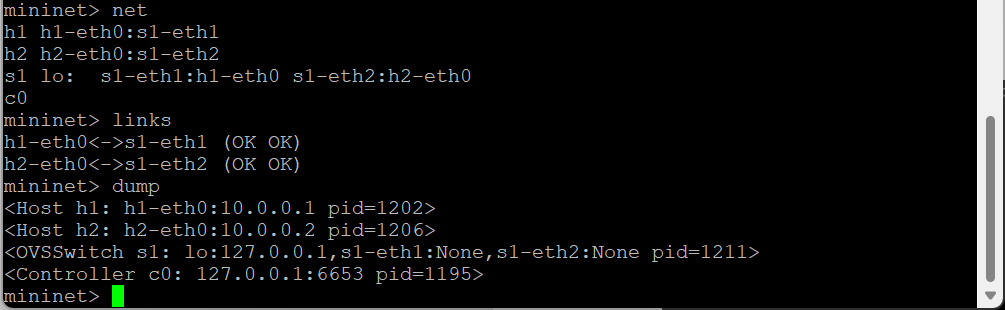 mininet> net
h1 h1-eth0:s1-eth1
h2 h2-eth0:s1-eth2
s1 lo:  s1-eth1:h1-eth0 s1-eth2:h2-eth0
c0
mininet> links
h1-eth0<->s1-eth1 (OK OK)
h2-eth0<->s1-eth2 (OK OK)
mininet> dump
<Host h1: h1-eth0:10.0.0.1 pid=1202>
<Host h2: h2-eth0:10.0.0.2 pid=1206>
<OVSSwitch s1: lo:127.0.0.1,s1-eth1:None,s1-eth2:None pid=1211>
<Controller c0: 127.0.0.1:6653 pid=1195>
mininet>